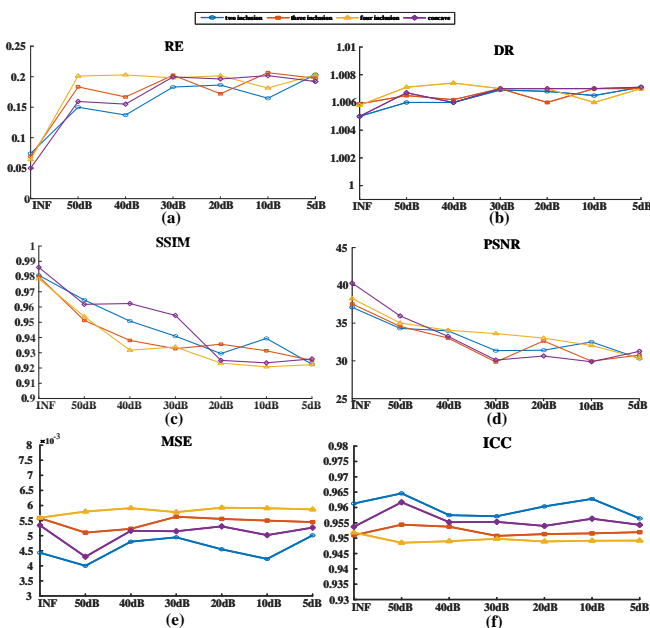 two inclusion three inclusion four inclusion concave
RE
0.25
0.2
0.15
0.1
0.05
0
INF 50dB 40dB 30dB 20dB 10dB 5dB
(a)
DR
1.01
1.008
1.006
1.004
1.002
1
INF 50dB 40dB 30dB 20dB 10dB 5dB
(b)
SSIM
1
0.99
0.98
0.97
0.96
0.95
0.94
0.93
0.92
0.91
0.9
INF 50dB 40dB 30dB 20dB 10dB 5dB
(c)
PSNR
45
40
35
30
25
INF 50dB 40dB 30dB 20dB 10dB 5dB
(d)
MSE
×10⁻³
8
7.5
7
6.5
6
5.5
5
4.5
4
3.5
3
INF 50dB 40dB 30dB 20dB 10dB 5dB
(e)
ICC
0.98
0.975
0.97
0.965
0.96
0.955
0.95
0.945
0.94
0.935
0.93
INF 50dB 40dB 30dB 20dB 10dB 5dB
(f)